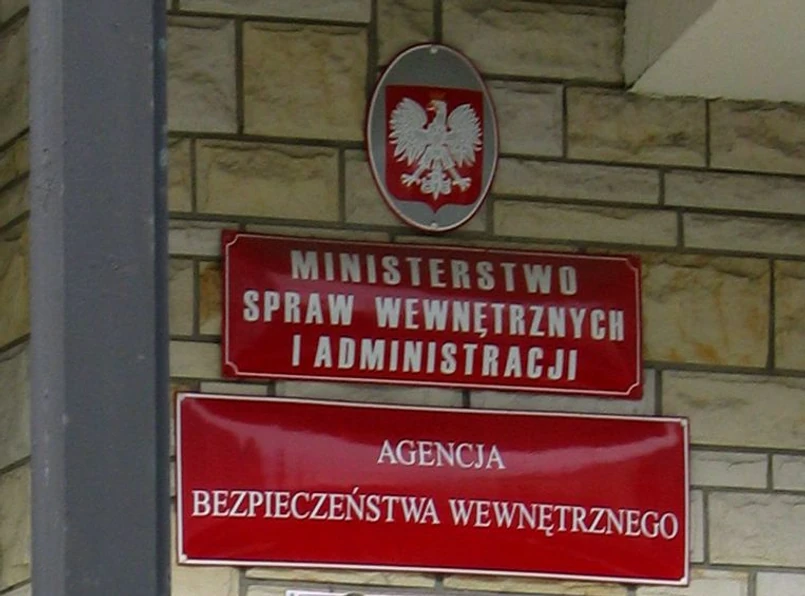 MINISTERSTWO
SPRAW WEWNĘTRZNYCH
I ADMINISTRACJI
AGENCJA
BEZPIECZEŃSTWA WEWNĘTRZNEGO